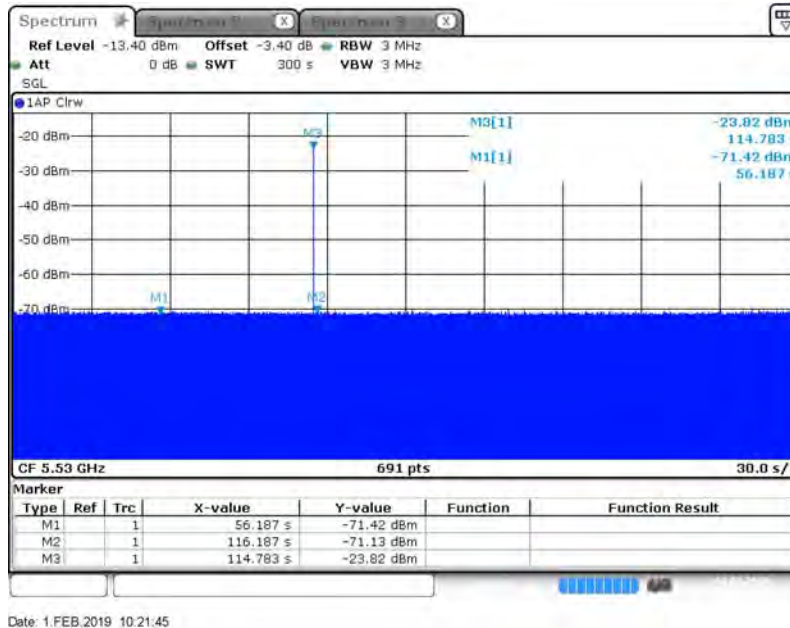 Spectrum
X
X
Ref Level -13.40 dBm Offset -3.40 dB RBW 3 MHz
Att 0 dB SWT 300 s VBW 3 MHz
SGL
1AP Clrw
M3[1] -23.82 dBm
114.783 s
M1[1] -71.42 dBm
56.187 s
-20 dBm
M3
-30 dBm
-40 dBm
-50 dBm
-60 dBm
M1 M2
-70 dBm
CF 5.53 GHz 691 pts 30.0 s/
Marker
Type Ref Trc X-value Y-value Function Function Result
M1 1 56.187 s -71.42 dBm
M2 1 116.187 s -71.13 dBm
M3 1 114.783 s -23.82 dBm
Date: 1.FEB.2019 10:21:45